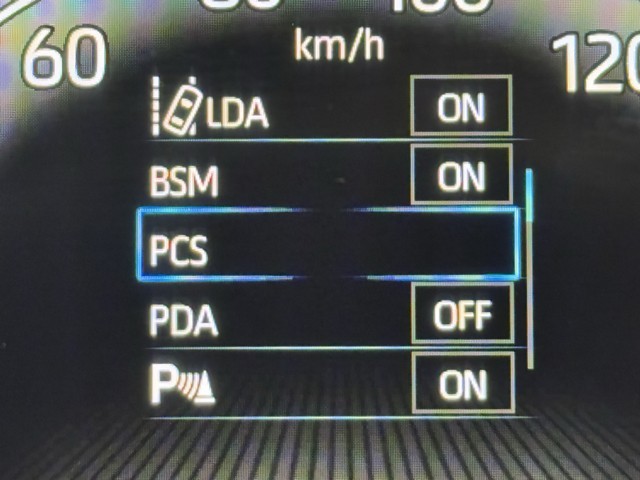 60
km/h
120
LDA ON
BSM ON
PCS
PDA OFF
P ON